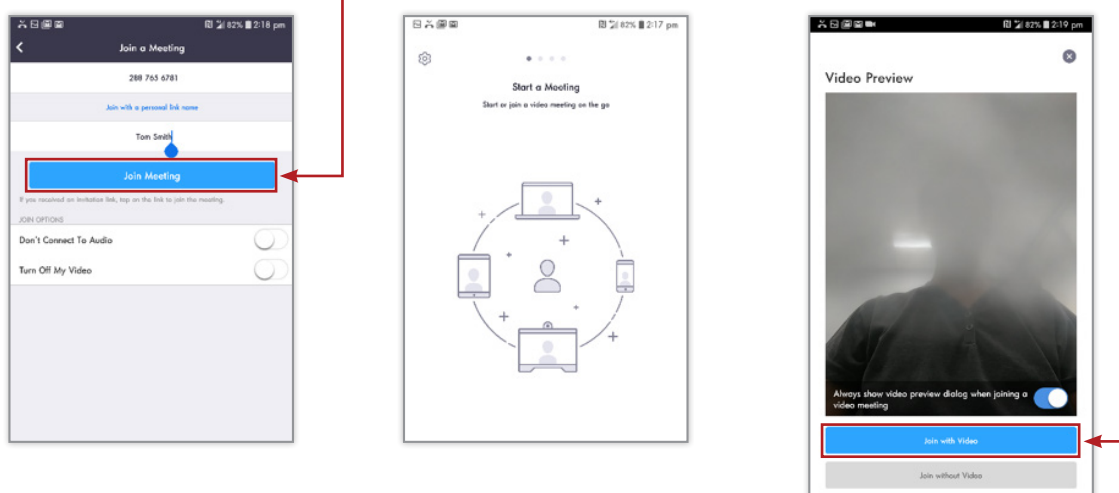 82% 2:18 pm
Join a Meeting
288 765 6781
Join with a personal link name
Tom Smith
Join Meeting
If you received an invitation link, tap on the link to join the meeting.
JOIN OPTIONS
Don't Connect To Audio
Turn Off My Video
82% 2:17 pm
Start a Meeting
Start or join a video meeting on the go
82% 2:19 pm
Video Preview
Always show video preview dialog when joining a
video meeting
Join with Video
Join without Video